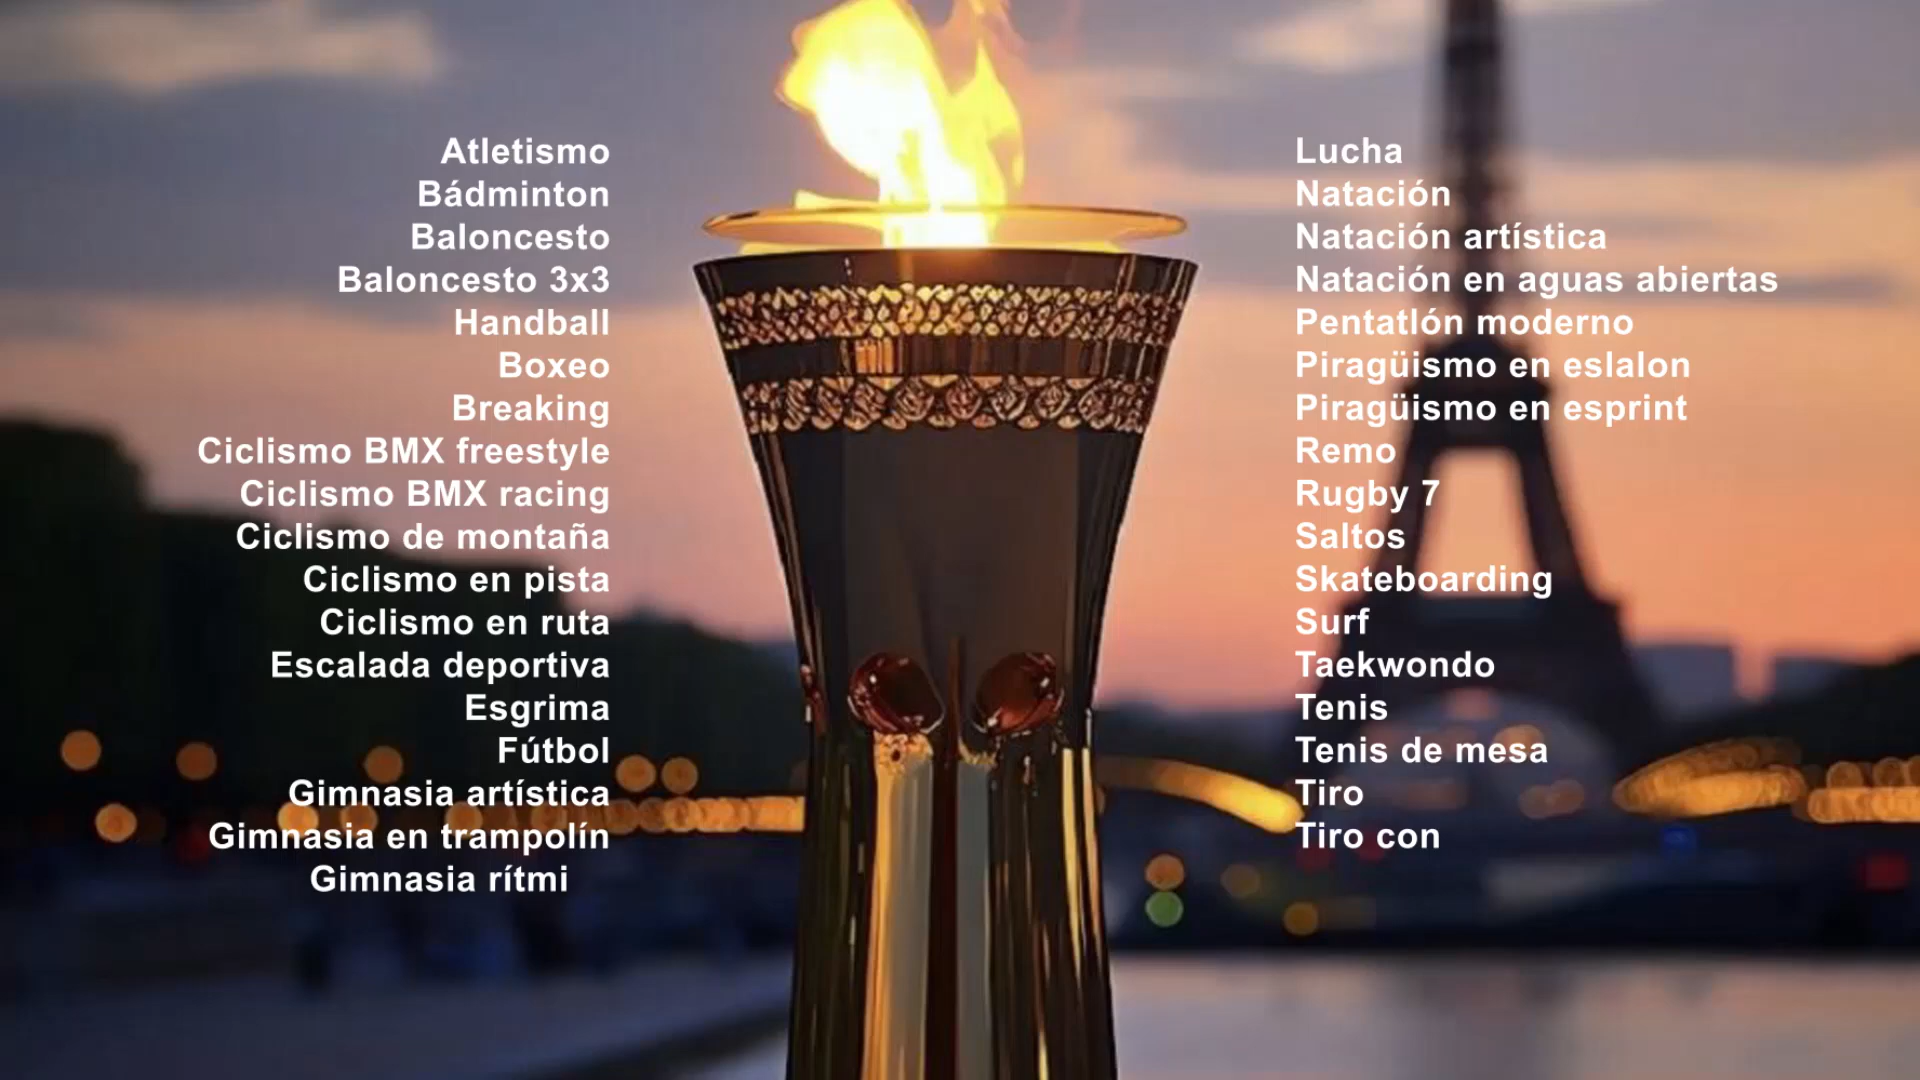 Atletismo
Bádminton
Baloncesto
Baloncesto 3x3
Handball
Boxeo
Breaking
Ciclismo BMX freestyle
Ciclismo BMX racing
Ciclismo de montaña
Ciclismo en pista
Ciclismo en ruta
Escalada deportiva
Esgrima
Fútbol
Gimnasia artística
Gimnasia en trampolín
Gimnasia rítmi
Lucha
Natación
Natación artística
Natación en aguas abiertas
Pentatlón moderno
Piragüismo en eslalon
Piragüismo en esprint
Remo
Rugby 7
Saltos
Skateboarding
Surf
Taekwondo
Tenis
Tenis de mesa
Tiro
Tiro con